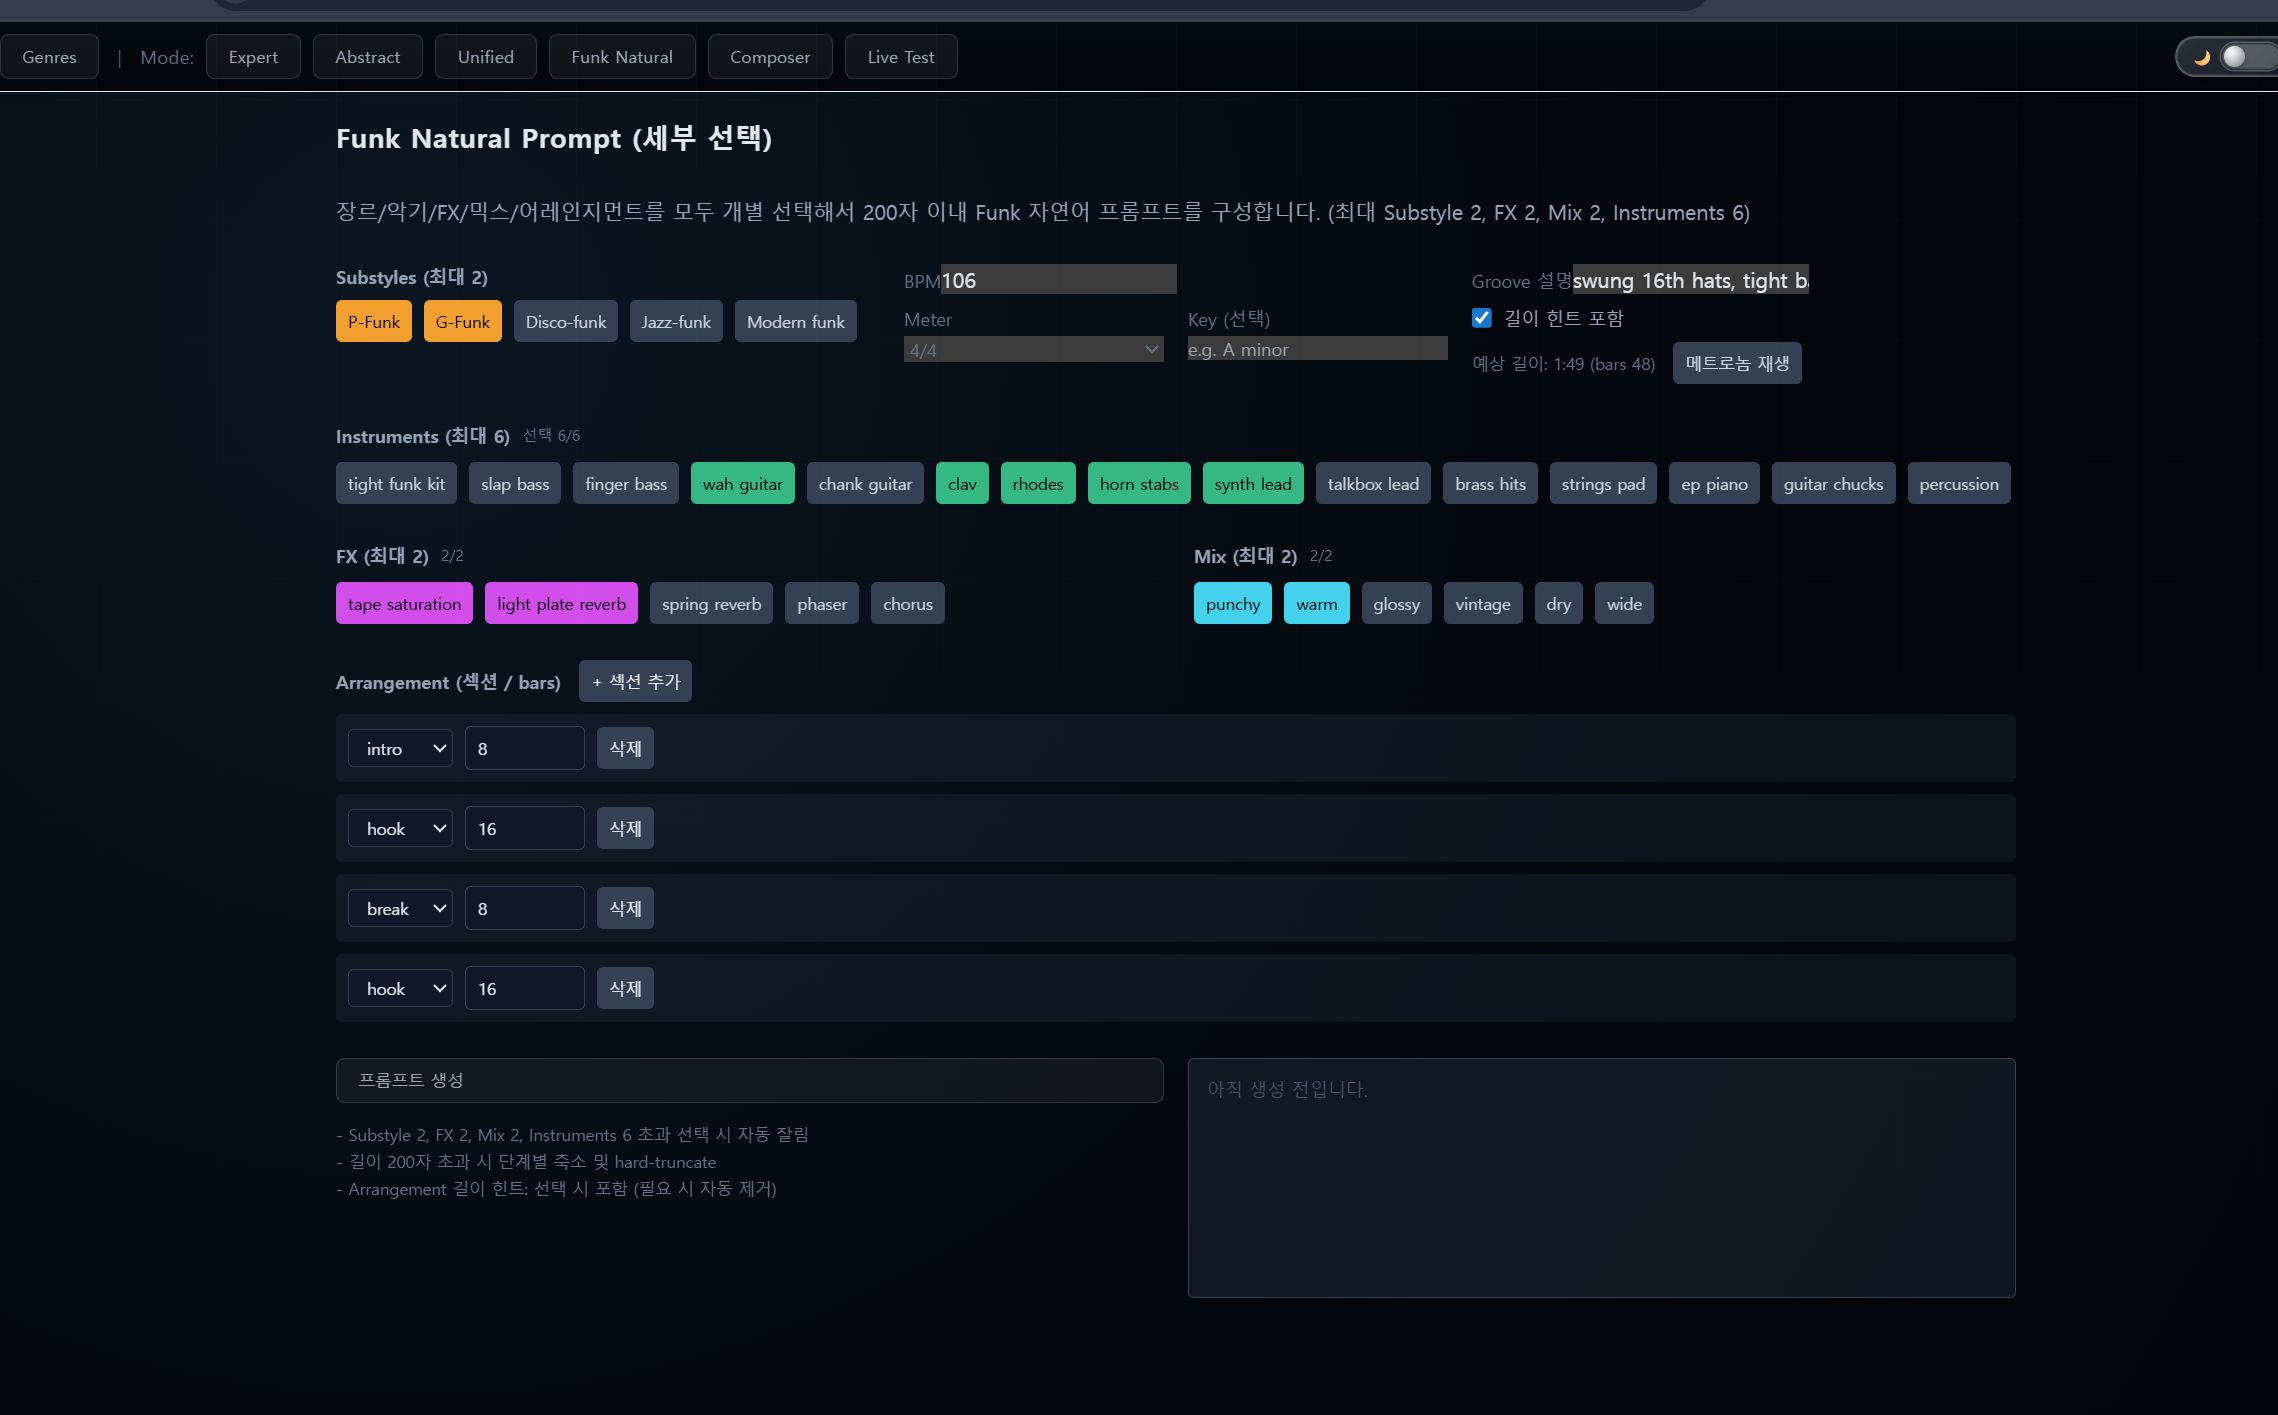 Genres | Mode: Expert Abstract Unified Funk Natural Composer Live Test
Funk Natural Prompt (세부 선택)
장르/악기/FX/믹스/어레인지먼트를 모두 개별 선택해서 200자 이내 Funk 자연어 프롬프트를 구성합니다. (최대 Substyle 2, FX 2, Mix 2, Instruments 6)
Substyles (최대 2)
P-Funk G-Funk Disco-funk Jazz-funk Modern funk
BPM 106
Meter
4/4
Key (선택)
e.g. A minor
Groove 설명 swung 16th hats, tight ba
길이 힌트 포함
예상 길이: 1:49 (bars 48) 메트로놈 재생
Instruments (최대 6) 선택 6/6
tight funk kit slap bass finger bass wah guitar chank guitar clav rhodes horn stabs synth lead talkbox lead brass hits strings pad ep piano guitar chucks percussion
FX (최대 2) 2/2
tape saturation light plate reverb spring reverb phaser chorus
Mix (최대 2) 2/2
punchy warm glossy vintage dry wide
Arrangement (섹션 / bars) + 섹션 추가
intro 8 삭제
hook 16 삭제
break 8 삭제
hook 16 삭제
프롬프트 생성
- Substyle 2, FX 2, Mix 2, Instruments 6 초과 선택 시 자동 잘림
- 길이 200자 초과 시 단계별 축소 및 hard-truncate
- Arrangement 길이 힌트: 선택 시 포함 (필요 시 자동 제거)
아직 생성 전입니다.